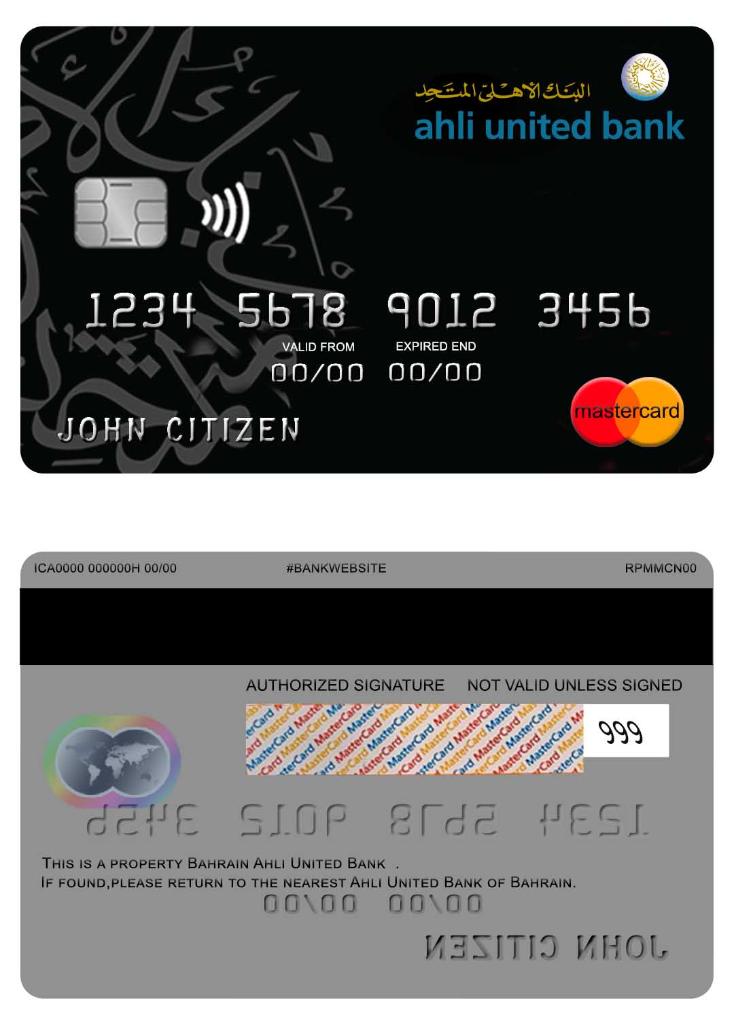 البنك الأهلي المتحد
ahli united bank
1234 5678 9012 3456
VALID FROM EXPIRED END
00/00 00/00
mastercard
JOHN CITIZEN
ICA0000 000000H 00/00 #BANKWEBSITE RPMMCN00
AUTHORIZED SIGNATURE NOT VALID UNLESS SIGNED
MasterCard MasterCard MasterCard
999
1234 5678 9012 3456
THIS IS A PROPERTY BAHRAIN AHLI UNITED BANK .
IF FOUND,PLEASE RETURN TO THE NEAREST AHLI UNITED BANK OF BAHRAIN.
00/00 00/00
JOHN CITIZEN